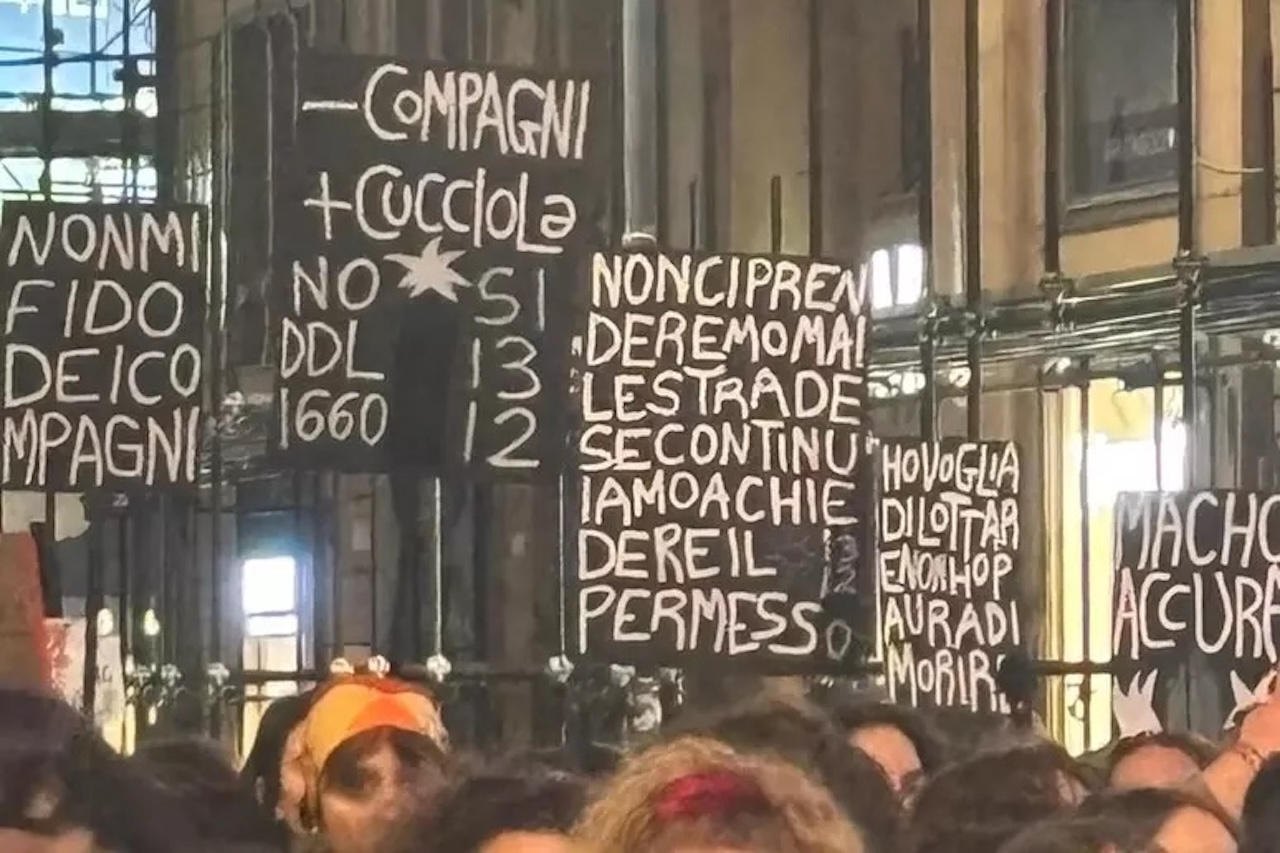 NONMI
FIDO
DEICO
MPAGNI
-COMPAGNI
+CUCCIOLə
NO SI
DDL 13
1660 12
NONCIPREN
DEREMOMAI
LESTRADE
SECONTINU
IAMOACHIE
DEREIL
PERMESSO
HOVOGLIA
DILOTTAR
ENONHOP
AURADI
MORIRE
MACHO
ACCURA